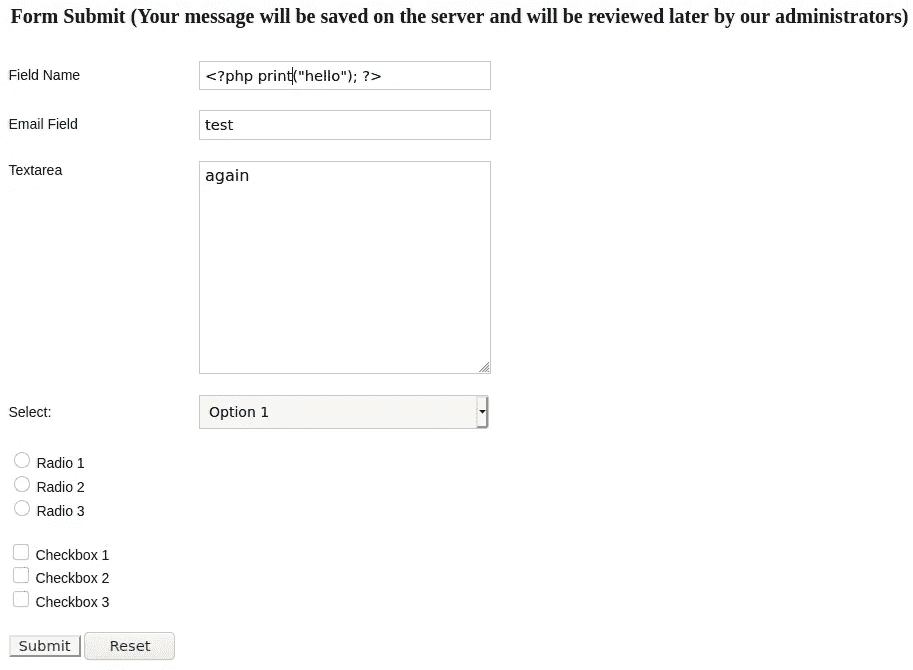 Form Submit (Your message will be saved on the server and will be reviewed later by our administrators)
Field Name
<?php print("hello"); ?>
Email Field
test
Textarea
again
Select:
Option 1
Radio 1
Radio 2
Radio 3
Checkbox 1
Checkbox 2
Checkbox 3
Submit Reset